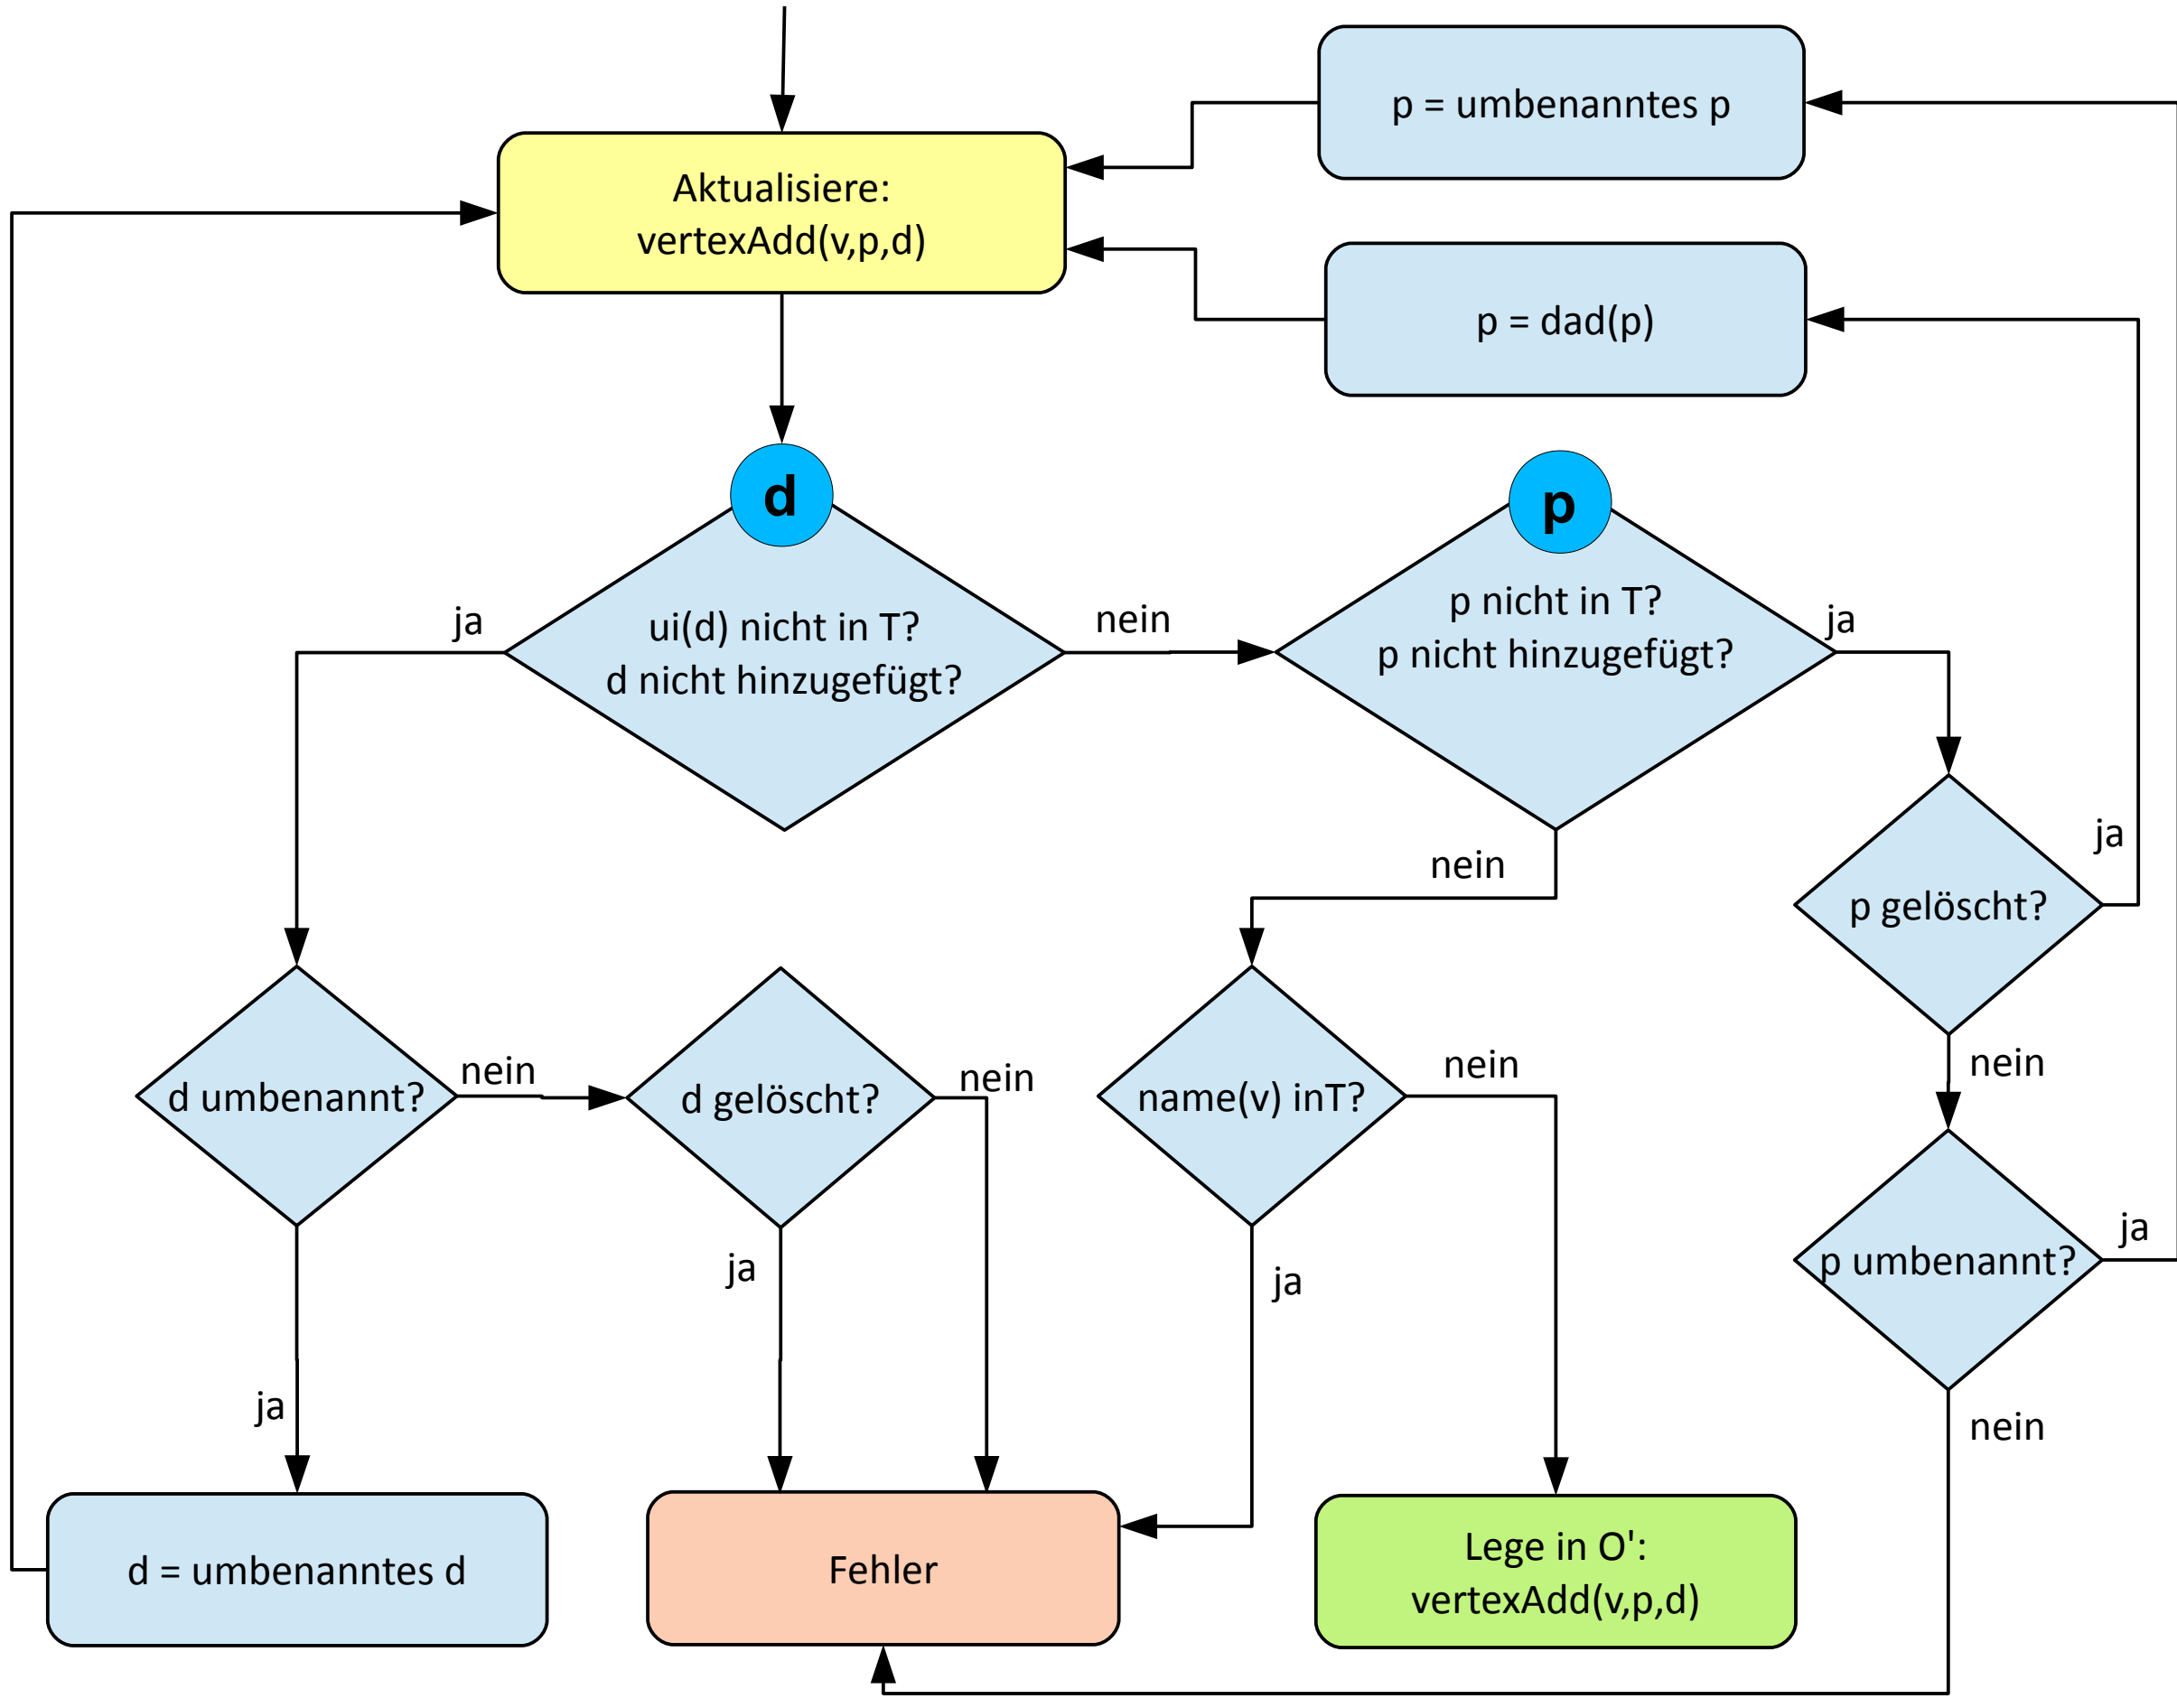 p = umbenanntes p
Aktualisiere:
vertexAdd(v,p,d)
p = dad(p)
d
p
ja
ui(d) nicht in T?
d nicht hinzugefügt?
nein
p nicht in T?
p nicht hinzugefügt?
ja
nein
ja
p gelöscht?
nein
d umbenannt?
nein
d gelöscht?
nein
name(v) inT?
nein
ja
ja
ja
p umbenannt?
ja
nein
d = umbenanntes d
Fehler
Lege in O':
vertexAdd(v,p,d)